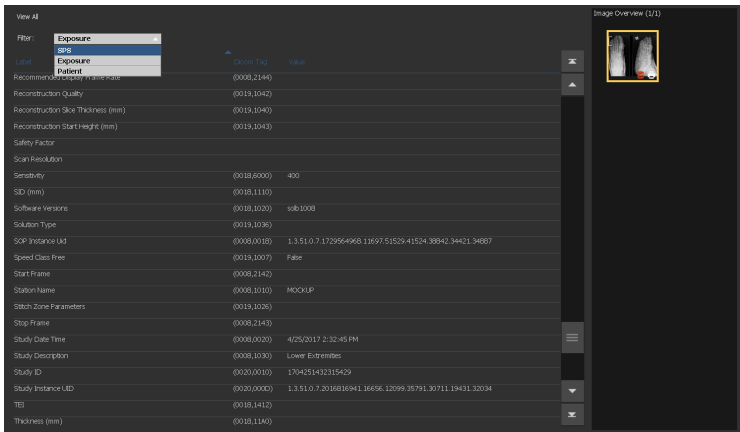 View All
Image Overview (1/1)
Filter: Exposure
SPS
Exposure
Patient
Label Dicom Tag Value
Recommended Display Frame Rate (0008,2144)
Reconstruction Quality (0019,1042)
Reconstruction Slice Thickness (mm) (0019,1040)
Reconstruction Start Height (mm) (0019,1043)
Safety Factor
Scan Resolution
Sensitivity (0018,6000) 400
SID (mm) (0018,1110)
Software Versions (0018,1020) solb1008
Solution Type (0019,1036)
SOP Instance Uid (0008,0018) 1.3.51.0.7.1729564968.11697.51529.41524.38842.34421.34887
Speed Class Free (0019,1007) False
Start Frame (0008,2142)
Station Name (0008,1010) MOCKUP
Stitch Zone Parameters (0019,1026)
Stop Frame (0008,2143)
Study Date Time (0008,0020) 4/25/2017 2:32:45 PM
Study Description (0008,1030) Lower Extremities
Study ID (0020,0010) 1704251432315429
Study Instance UID (0020,000D) 1.3.51.0.7.2016816941.16656.12099.35791.30711.19431.32034
TEI (0018,1412)
Thickness (mm) (0018,11A0)